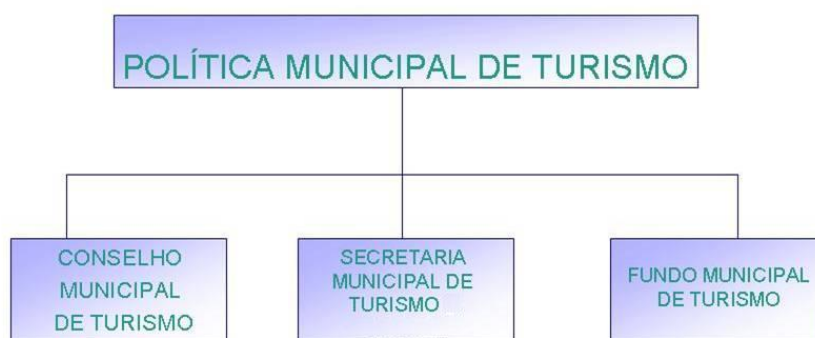 POLÍTICA MUNICIPAL DE TURISMO
CONSELHO
MUNICIPAL
DE TURISMO
SECRETARIA
MUNICIPAL DE
TURISMO
FUNDO MUNICIPAL
DE TURISMO